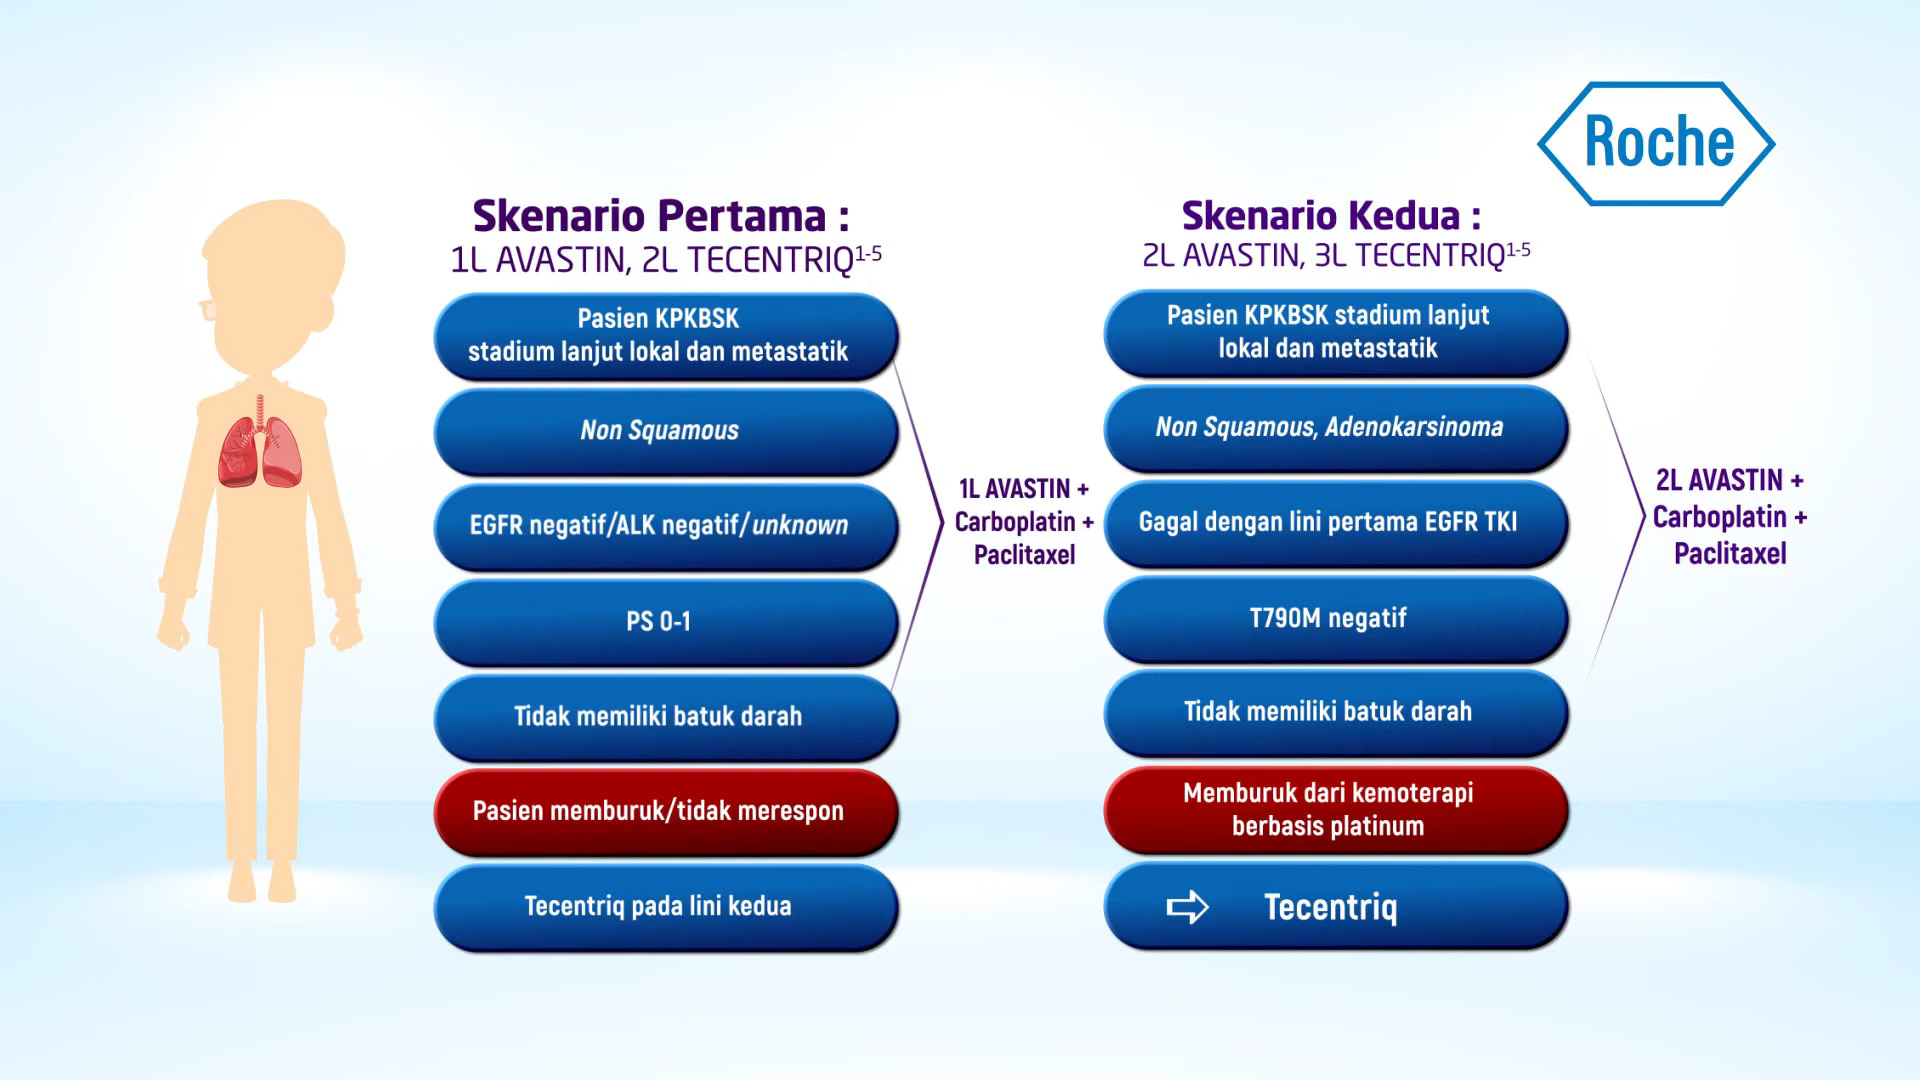 Roche
Skenario Pertama :
1L AVASTIN, 2L TECENTRIQ1-5
Pasien KPKBSK
stadium lanjut lokal dan metastatik
Non Squamous
EGFR negatif/ALK negatif/unknown
PS 0-1
Tidak memiliki batuk darah
Pasien memburuk/tidak merespon
Tecentriq pada lini kedua
1L AVASTIN +
Carboplatin +
Paclitaxel
Skenario Kedua :
2L AVASTIN, 3L TECENTRIQ1-5
Pasien KPKBSK stadium lanjut
lokal dan metastatik
Non Squamous, Adenokarsinoma
Gagal dengan lini pertama EGFR TKI
T790M negatif
Tidak memiliki batuk darah
Memburuk dari kemoterapi
berbasis platinum
Tecentriq
2L AVASTIN +
Carboplatin +
Paclitaxel